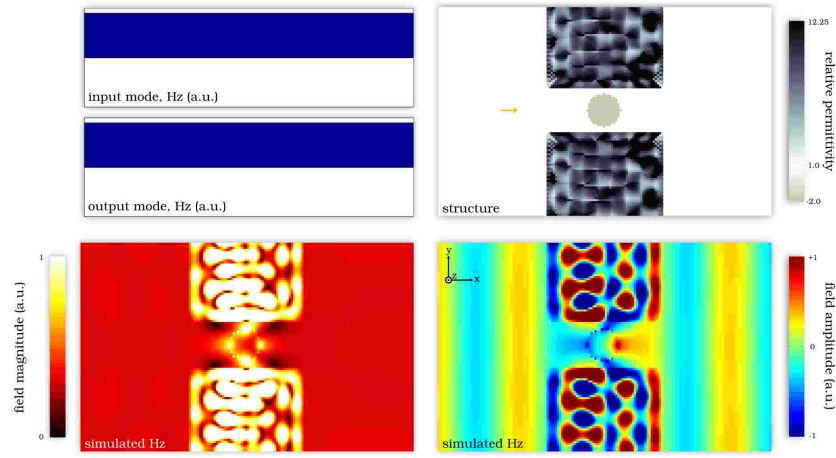 input mode, Hz (a.u.)
output mode, Hz (a.u.)
structure
12.25
1.0
-2.0
relative permittivity
1
0
field magnitude (a.u.)
simulated Hz
y
z
x
simulated Hz
+1
0
-1
field amplitude (a.u.)